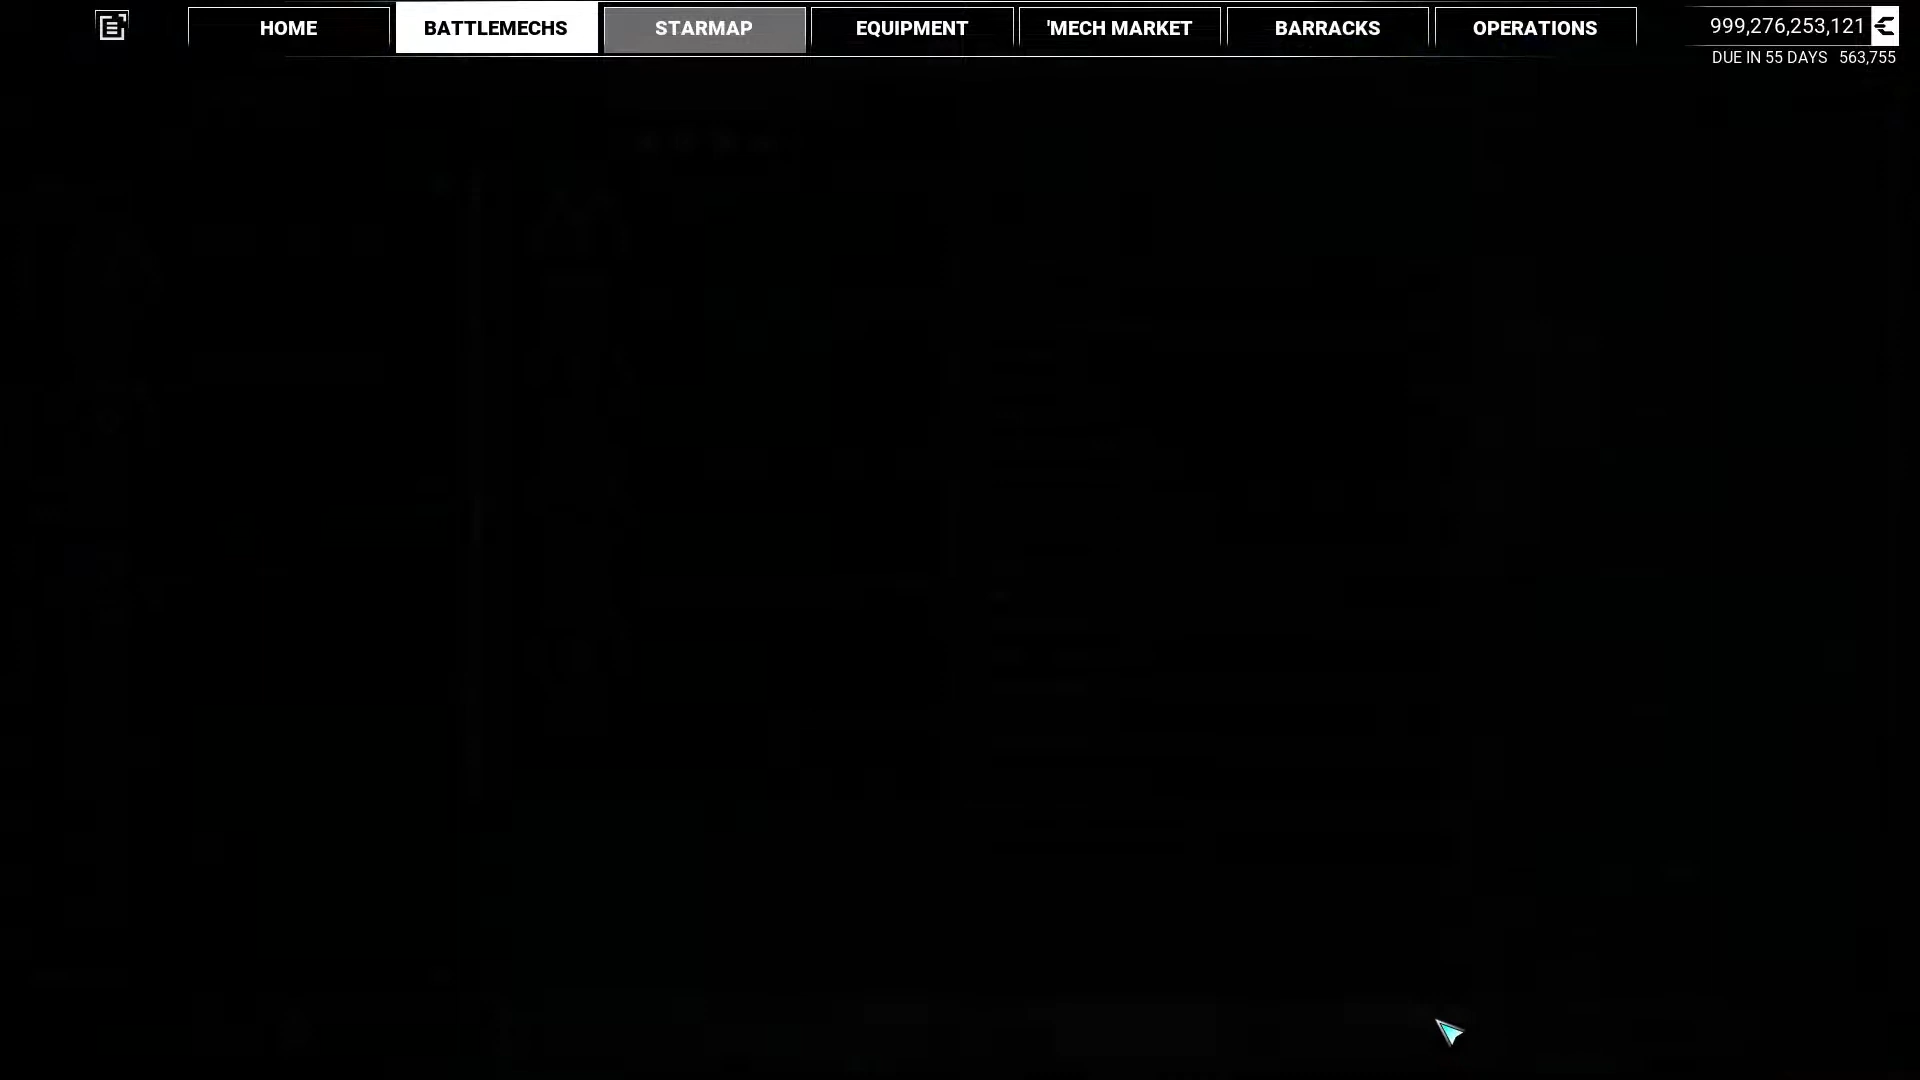 HOME
BATTLEMECHS
STARMAP
EQUIPMENT
'MECH MARKET
BARRACKS
OPERATIONS
999,276,253,121
DUE IN 55 DAYS 563,755